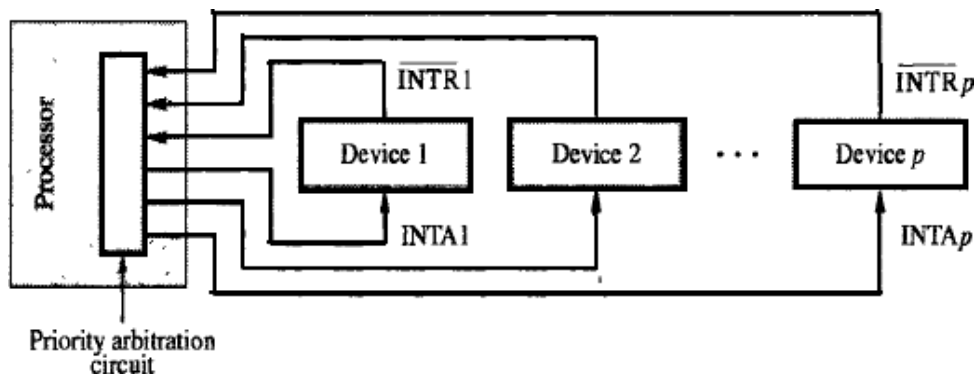 Processor
INTR1
INTRp
Device 1
Device 2
...
Device p
INTA1
INTAp
Priority arbitration
circuit